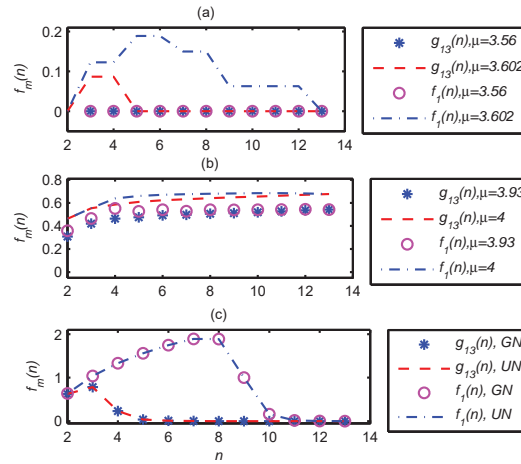 (a)
f_m(n)
0.2
0.1
0
2 4 6 8 10 12 14
g_13(n),μ=3.56
g_13(n),μ=3.602
f_1(n),μ=3.56
f_1(n),μ=3.602
(b)
f_m(n)
0.8
0.6
0.4
0.2
0
2 4 6 8 10 12 14
g_13(n),μ=3.93
g_13(n),μ=4
f_1(n),μ=3.93
f_1(n),μ=4
(c)
f_m(n)
2
1
0
2 4 6 8 10 12 14
n
g_13(n), GN
g_13(n), UN
f_1(n), GN
f_1(n), UN